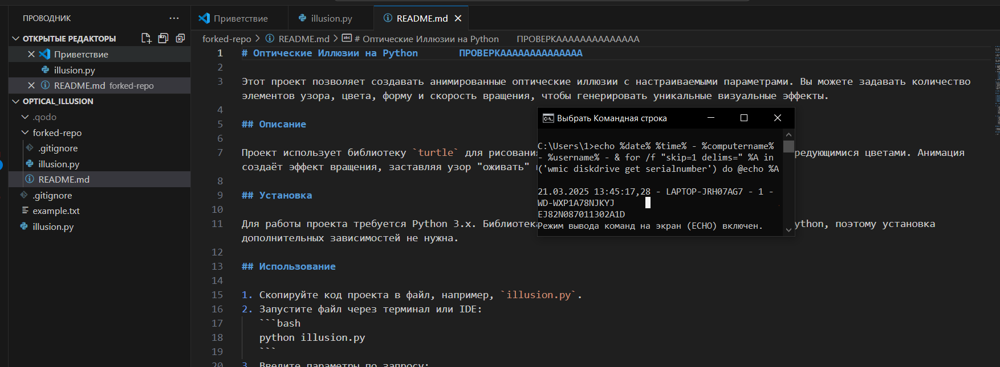 ПРОВОДНИК
ОТКРЫТЫЕ РЕДАКТОРЫ
Приветствие
illusion.py
README.md forked-repo
OPTICAL_ILLUSION
.qodo
forked-repo
.gitignore
illusion.py
README.md
.gitignore
example.txt
illusion.py
Приветствие
illusion.py
README.md
forked-repo > README.md > # Оптические Иллюзии на Python ПРОВЕРКАAAAAAAAAAAAAA
1 # Оптические Иллюзии на Python ПРОВЕРКАAAAAAAAAAAAAA
2
3 Этот проект позволяет создавать анимированные оптические иллюзии с настраиваемыми параметрами. Вы можете задавать количество
элементов узора, цвета, форму и скорость вращения, чтобы генерировать уникальные визуальные эффекты.
4
5 ## Описание
6
7 Проект использует библиотеку `turtle` для рисования редующимися цветами. Анимация
создаёт эффект вращения, заставляя узор "оживать"
8
9 ## Установка
10
11 Для работы проекта требуется Python 3.x. Библиотека ython, поэтому установка
дополнительных зависимостей не нужна.
12
13 ## Использование
14
15 1. Скопируйте код проекта в файл, например, `illusion.py`.
16 2. Запустите файл через терминал или IDE:
17 ```bash
18 python illusion.py
19 ```
20 3. Введите параметры по запросу:
Выбрать Командная строка
C:\Users\1>echo %date% %time% - %computername%
- %username% - & for /f "skip=1 delims=" %A in
('wmic diskdrive get serialnumber') do @echo %A
21.03.2025 13:45:17,28 - LAPTOP-JRH07AG7 - 1 -
WD-WXP1A78NJKYJ
EJ82N087011302A1D
Режим вывода команд на экран (ECHO) включен.